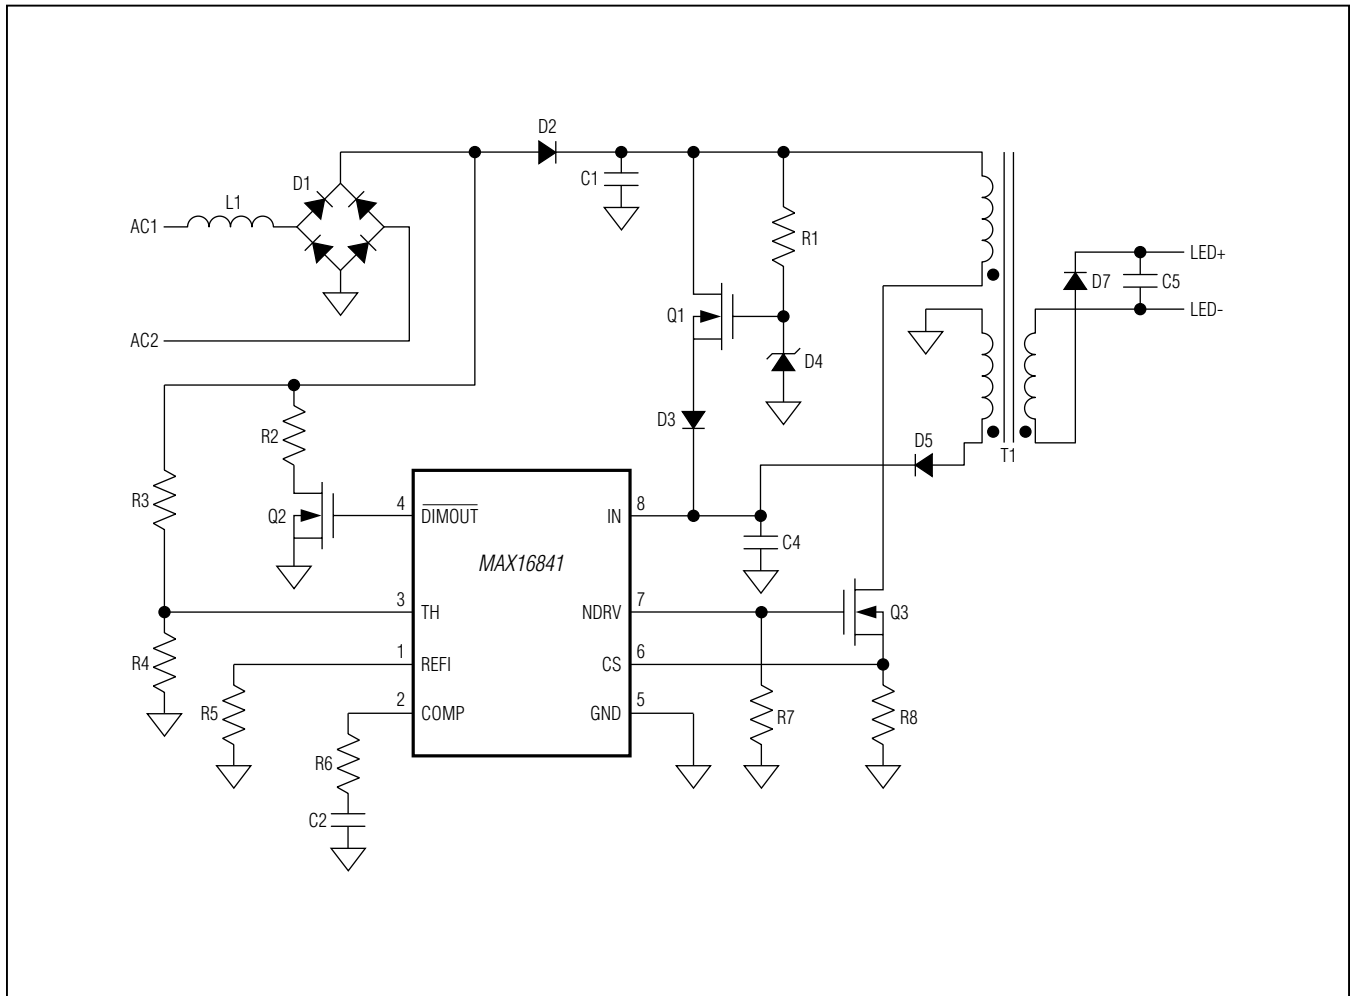 D2
D1
C1
L1
AC1
R1
LED+
D7
C5
Q1
LED-
AC2
D4
D3
R2
D5
T1
R3
4
8
Q2
DIMOUT
IN
C4
MAX16841
3
7
TH
NDRV
Q3
1
6
R4
REFI
CS
2
5
R5
COMP
GND
R7
R8
R6
C2